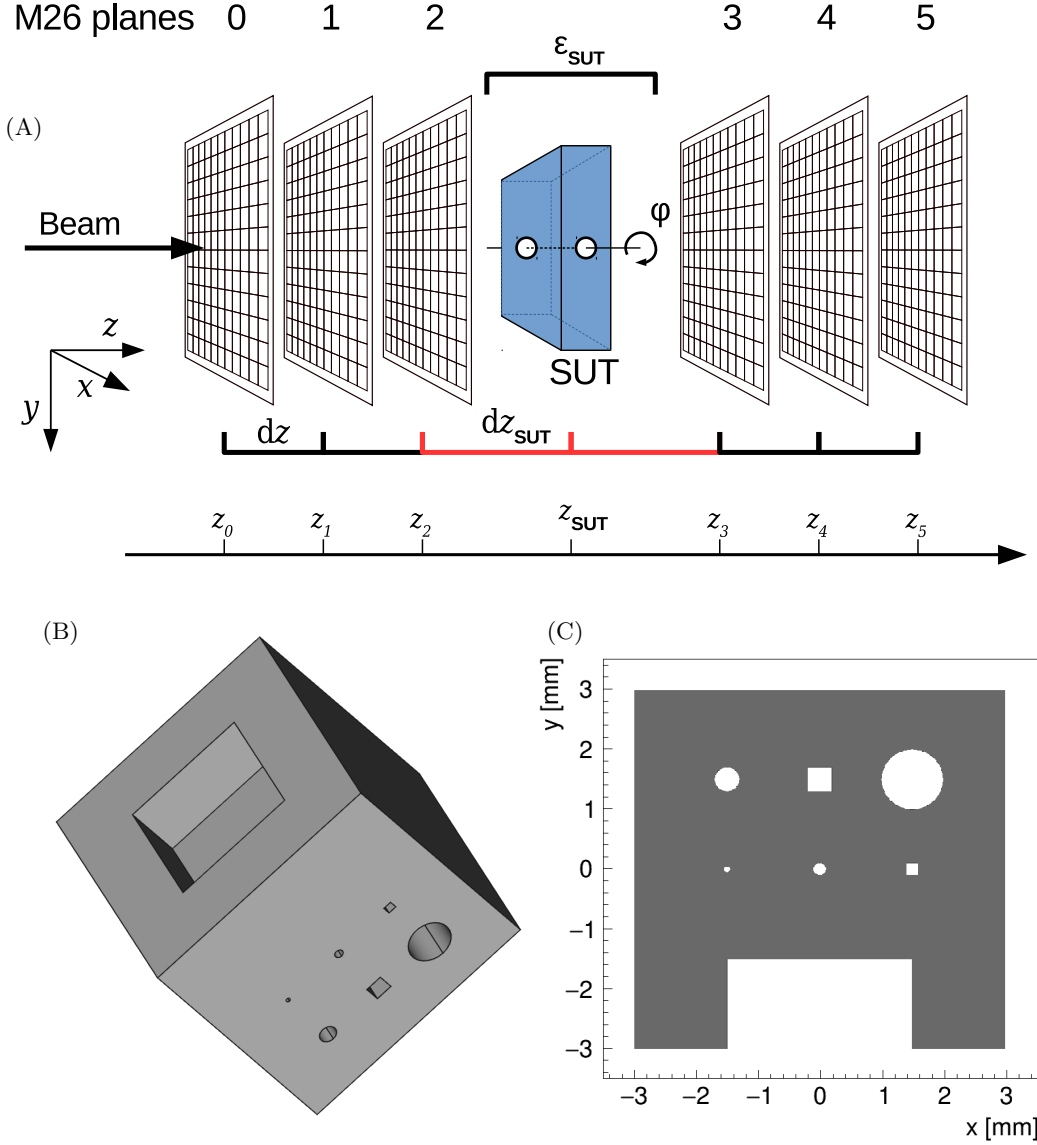 M26 planes 0 1 2 3 4 5
εSUT
(A)
φ
Beam
z
x
y
SUT
dz dzSUT
z0 z1 z2 zSUT z3 z4 z5
(B) (C)
y [mm]
3
2
1
0
−1
−2
−3
−3 −2 −1 0 1 2 3
x [mm]